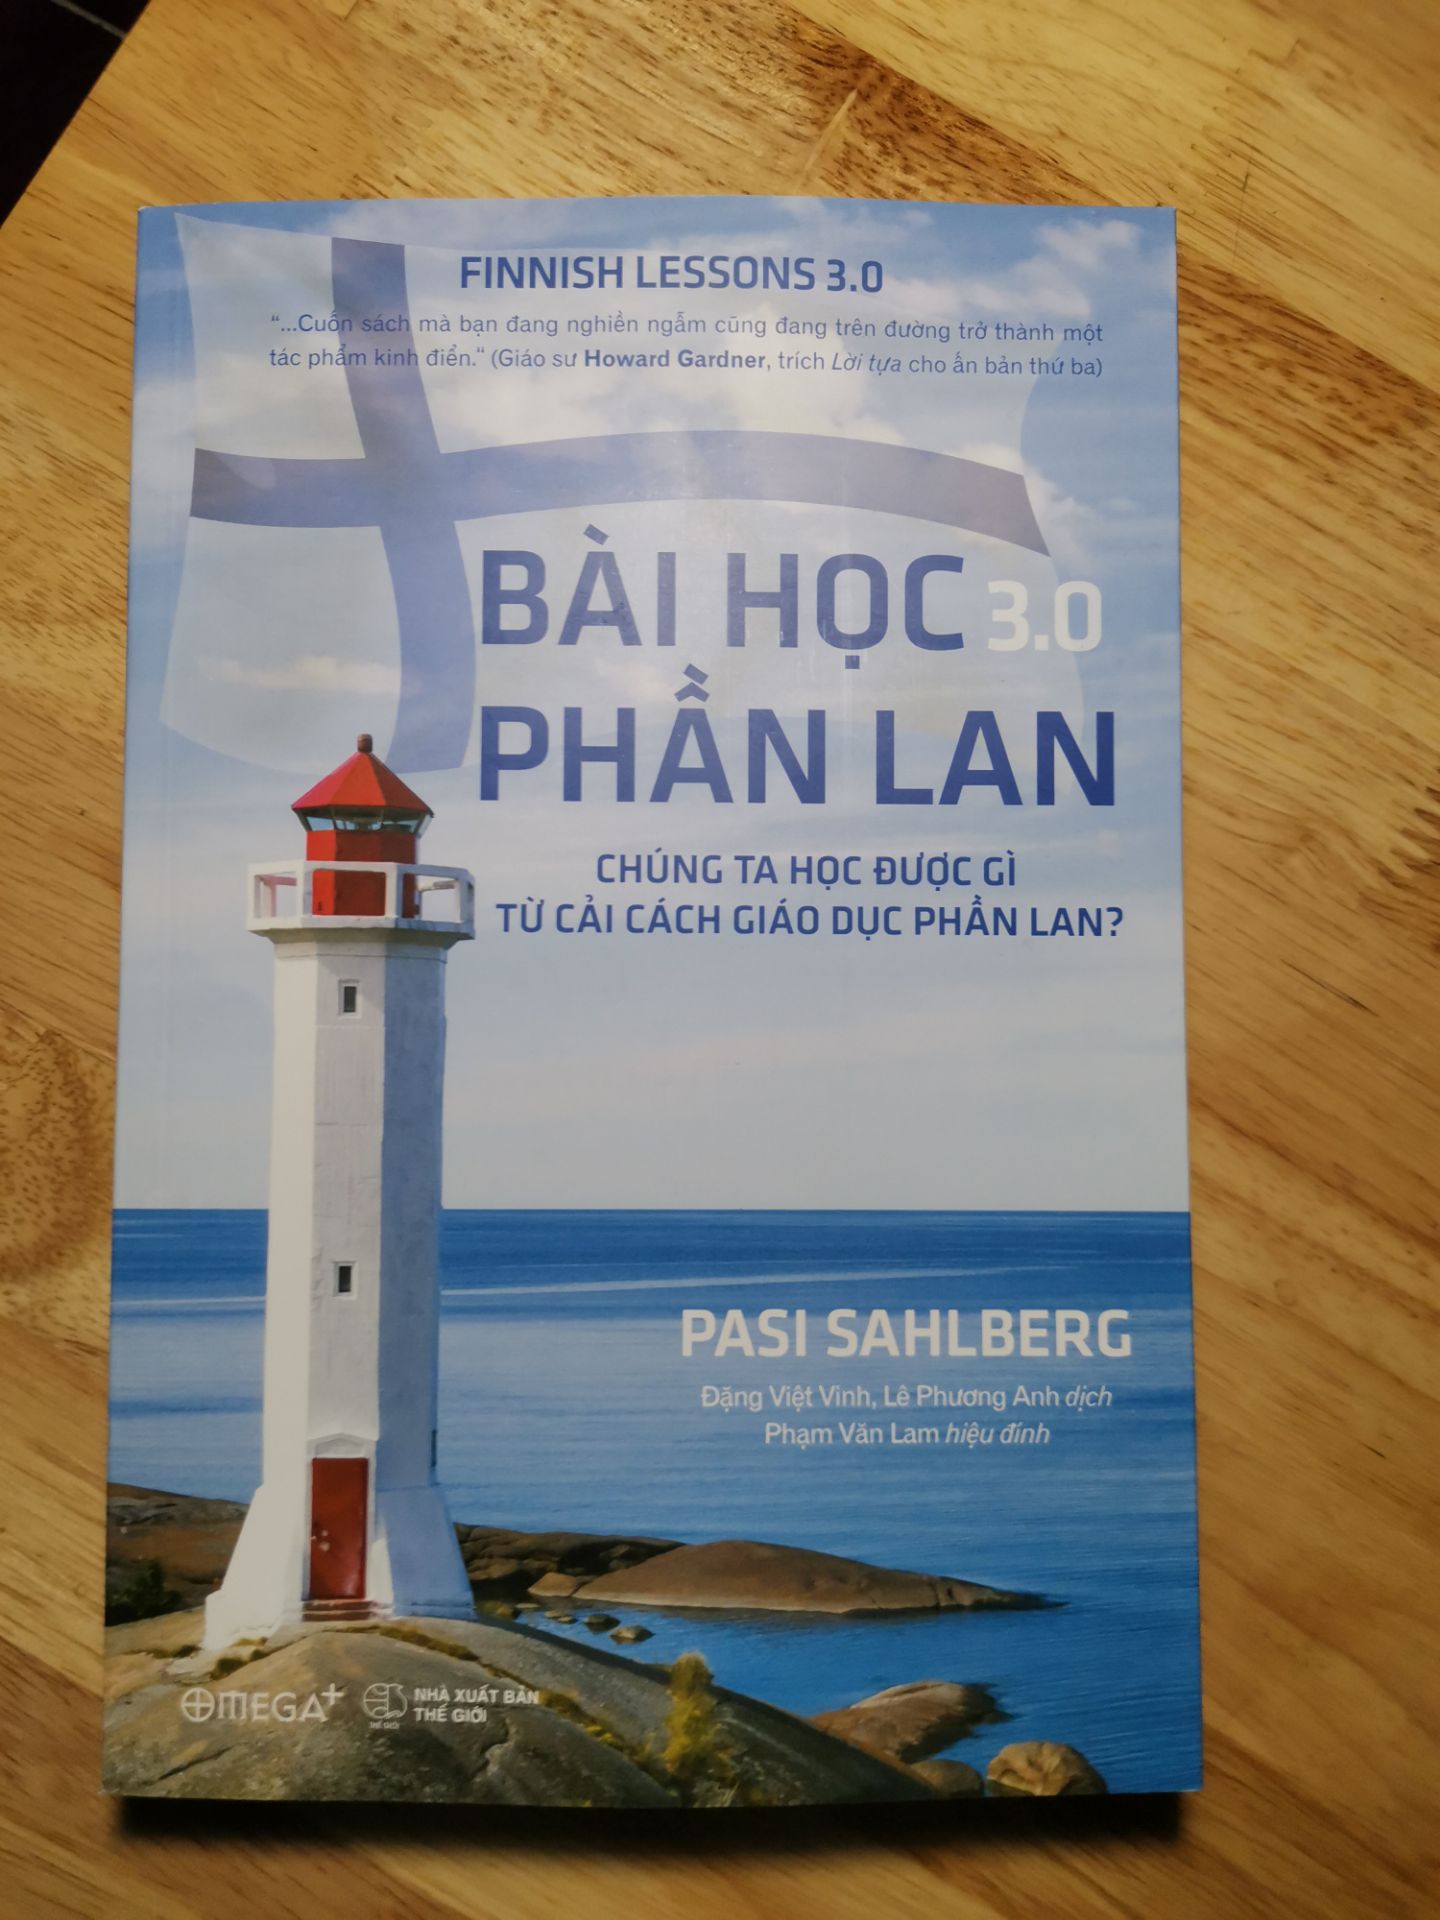 FINNISH LESSONS 3.0
“...Cuốn sách mà bạn đang nghiền ngẫm cũng đang trên đường trở thành một
tác phẩm kinh điển.“ (Giáo sư Howard Gardner, trích Lời tựa cho ấn bản thứ ba)
BÀI HỌC 3.0
PHẦN LAN
CHÚNG TA HỌC ĐƯỢC GÌ
TỪ CẢI CÁCH GIÁO DỤC PHẦN LAN?
PASI SAHLBERG
Đặng Việt Vinh, Lê Phương Anh dịch
Phạm Văn Lam hiệu đính
OMEGA+
NHÀ XUẤT BẢN
THẾ GIỚI
THẾ GIỚI